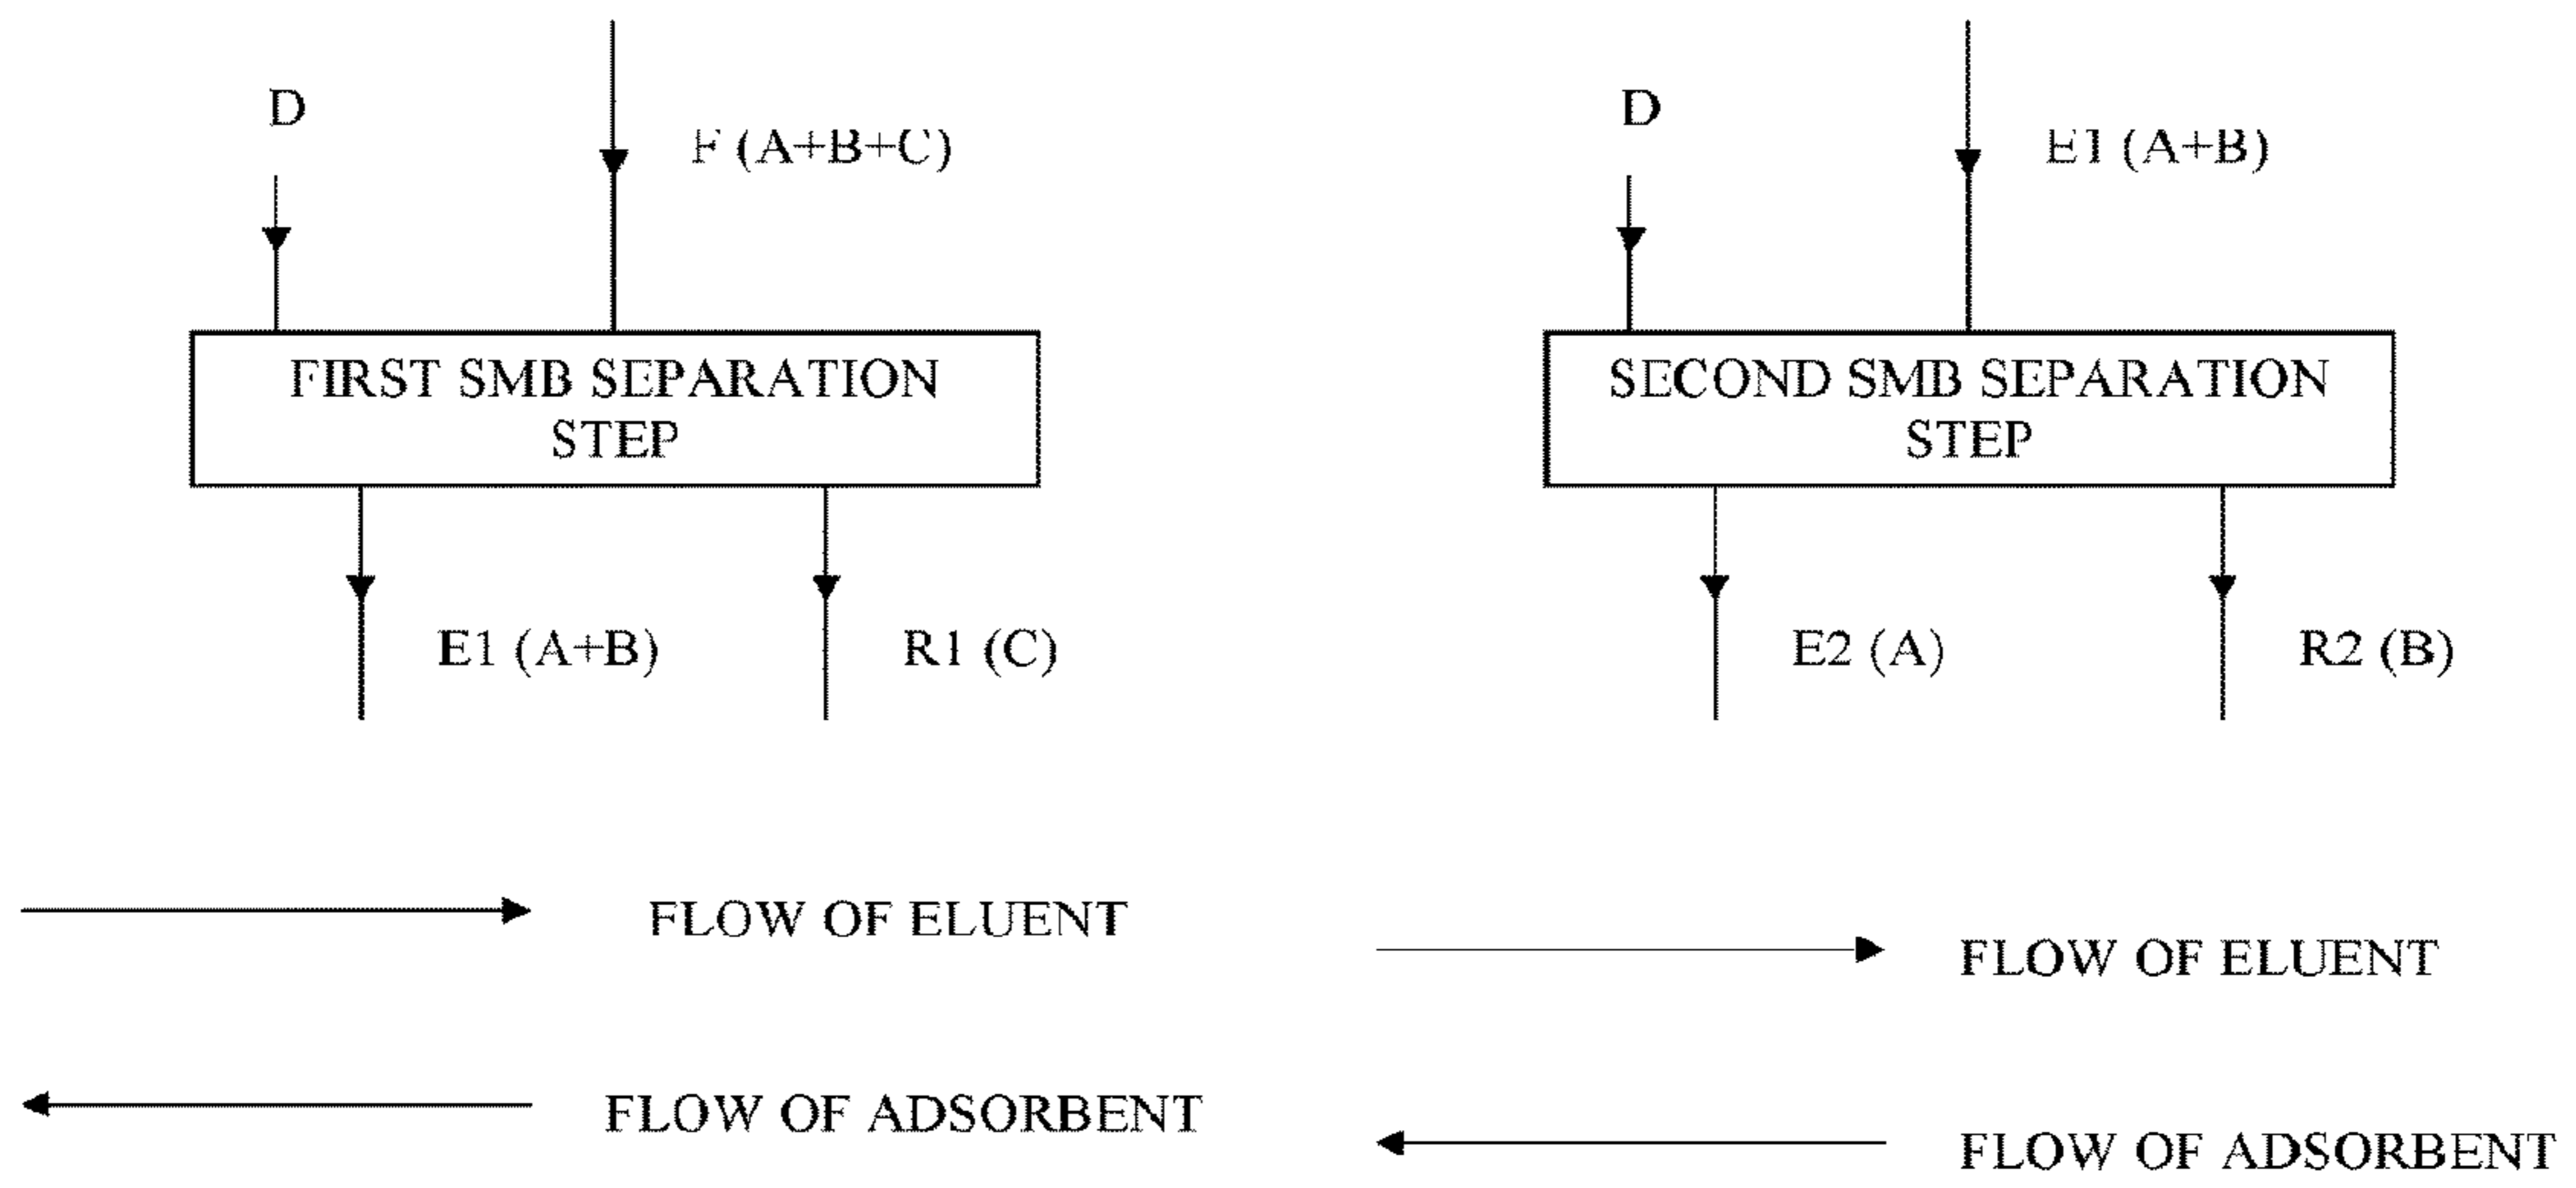 D
F (A+B+C)
FIRST SMB SEPARATION
STEP
E1 (A+B)
R1 (C)
FLOW OF ELUENT
FLOW OF ADSORBENT
D
E1 (A+B)
SECOND SMB SEPARATION
STEP
E2 (A)
R2 (B)
FLOW OF ELUENT
FLOW OF ADSORBENT